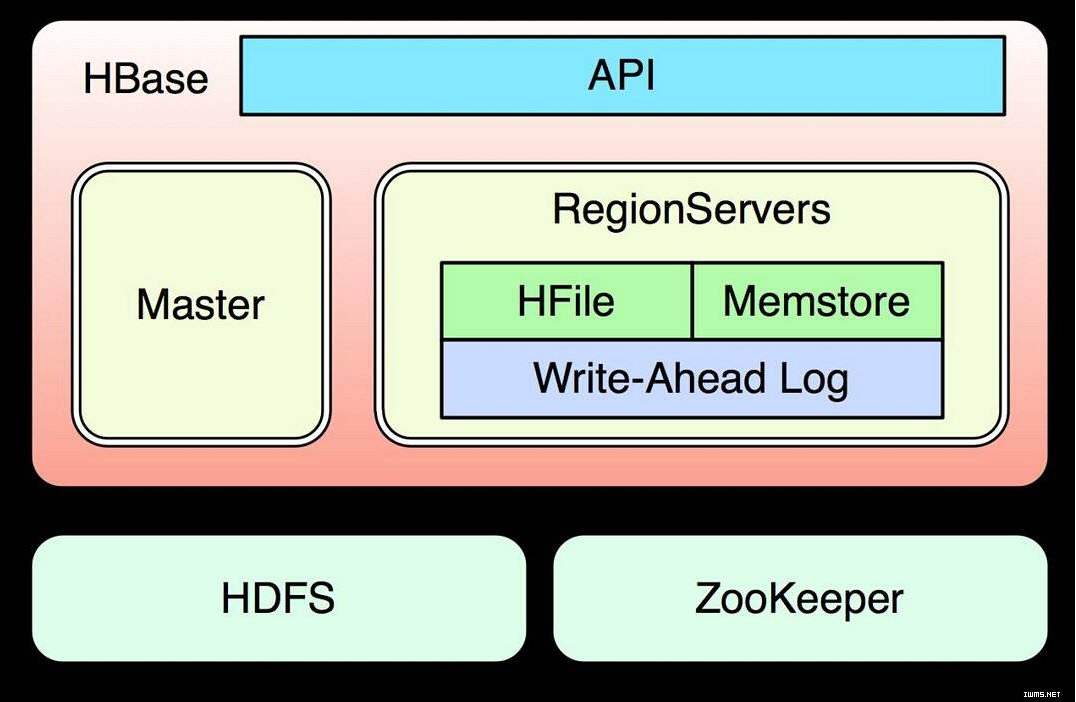 HBase
API
Master
RegionServers
HFile
Memstore
Write-Ahead Log
HDFS
ZooKeeper
IWMS.NET